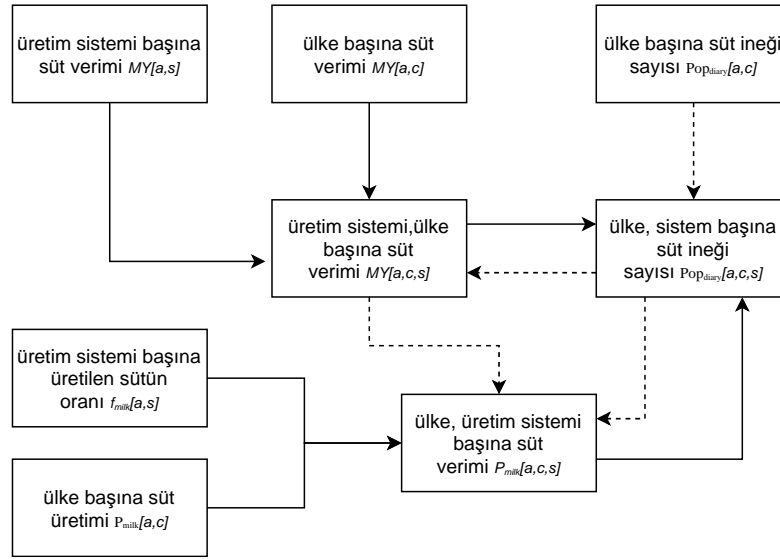 üretim sistemi başına
süt verimi MY[a,s]
ülke başına süt
verimi MY[a,c]
ülke başına süt ineği
sayısı Popdiary[a,c]
üretim sistemi,ülke
başına süt
verimi MY[a,c,s]
ülke, sistem başına
süt ineği
sayısı Popdiary[a,c,s]
üretim sistemi başına
üretilen sütün
oranı fmilk[a,s]
ülke, üretim sistemi
başına süt
verimi Pmilk[a,c,s]
ülke başına süt
üretimi Pmilk[a,c]